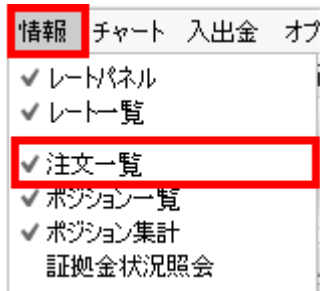 情報 チャート 入出金 オプ
レートパネル
レート一覧
注文一覧
ポジション一覧
ポジション集計
証拠金状況照会